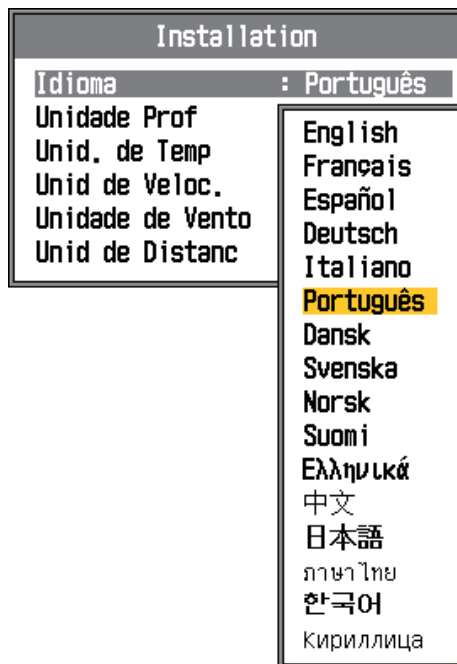 Installation
Idioma : Português
Unidade Prof
Unid. de Temp
Unid de Veloc.
Unidade de Vento
Unid de Distanc
English
Français
Español
Deutsch
Italiano
Português
Dansk
Svenska
Norsk
Suomi
Ελληνικά
中文
日本語
ภาษาไทย
한국어
Кириллица